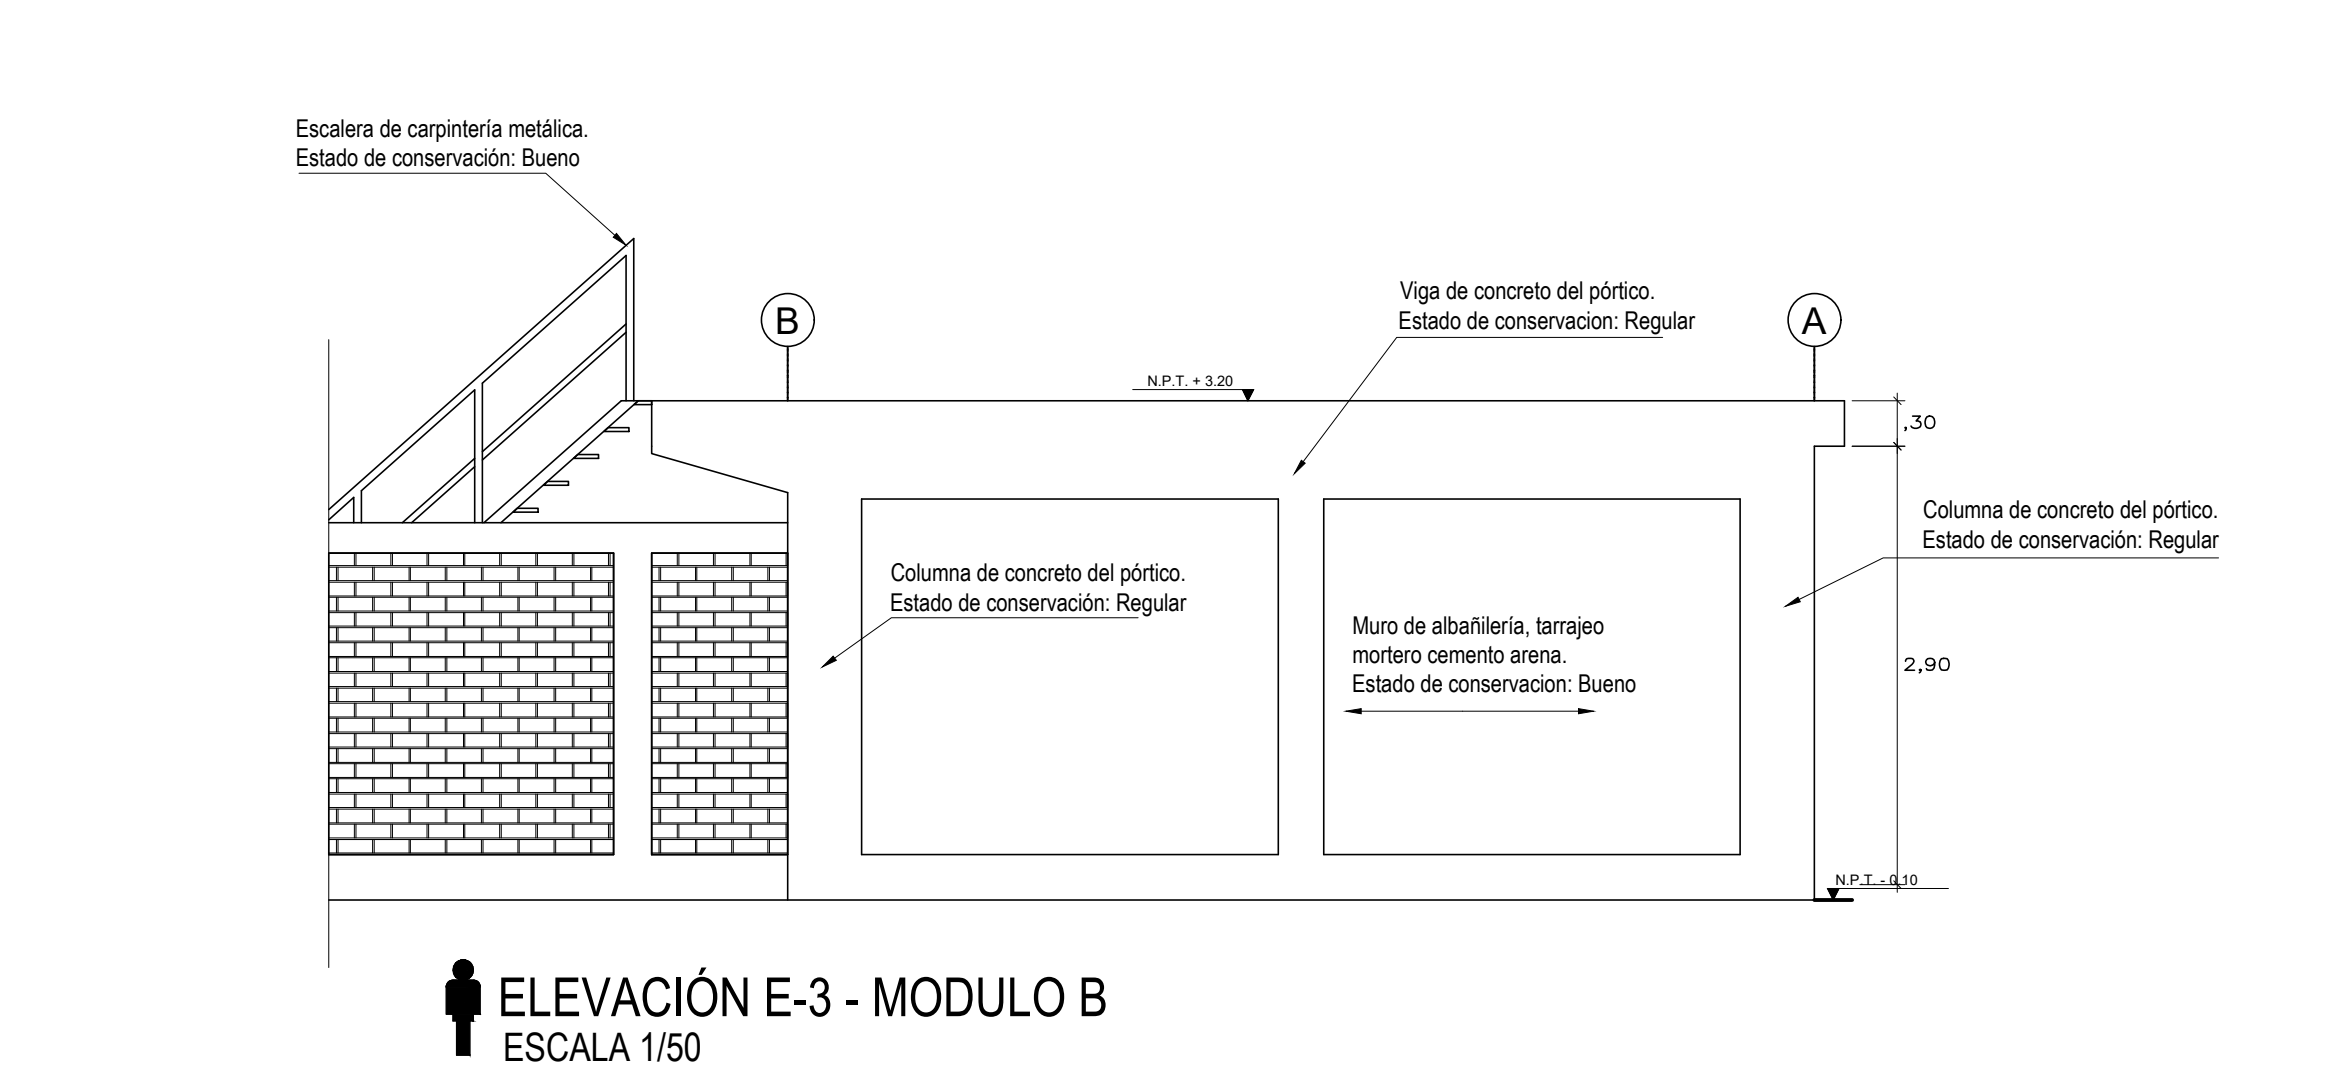 Escalera de carpintería metálica.
Estado de conservación: Bueno
B
Viga de concreto del pórtico.
Estado de conservacion: Regular
A
N.P.T. + 3.20
,30
Columna de concreto del pórtico.
Estado de conservación: Regular
Columna de concreto del pórtico.
Estado de conservación: Regular
Muro de albañilería, tarrajeo
mortero cemento arena.
Estado de conservacion: Bueno
2,90
N.P.T. - 0.10
ELEVACIÓN E-3 - MODULO B
ESCALA 1/50